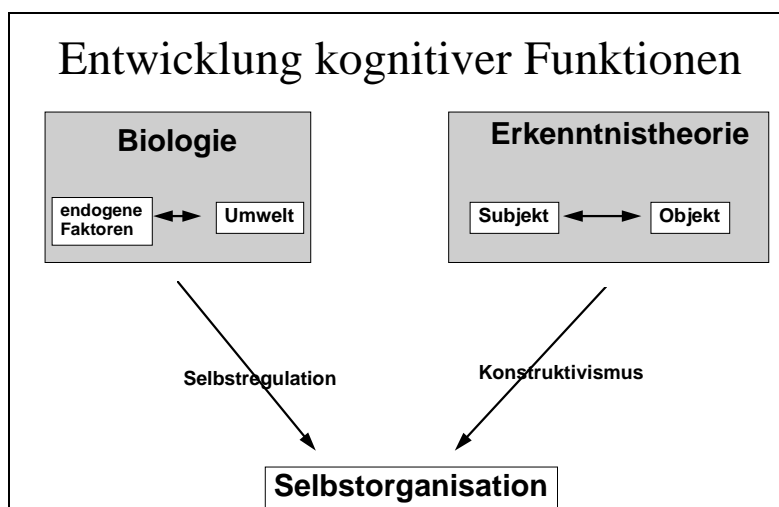 Entwicklung kognitiver Funktionen
Biologie
endogene
Faktoren
Umwelt
Erkenntnistheorie
Subjekt
Objekt
Selbstregulation
Konstruktivismus
Selbstorganisation